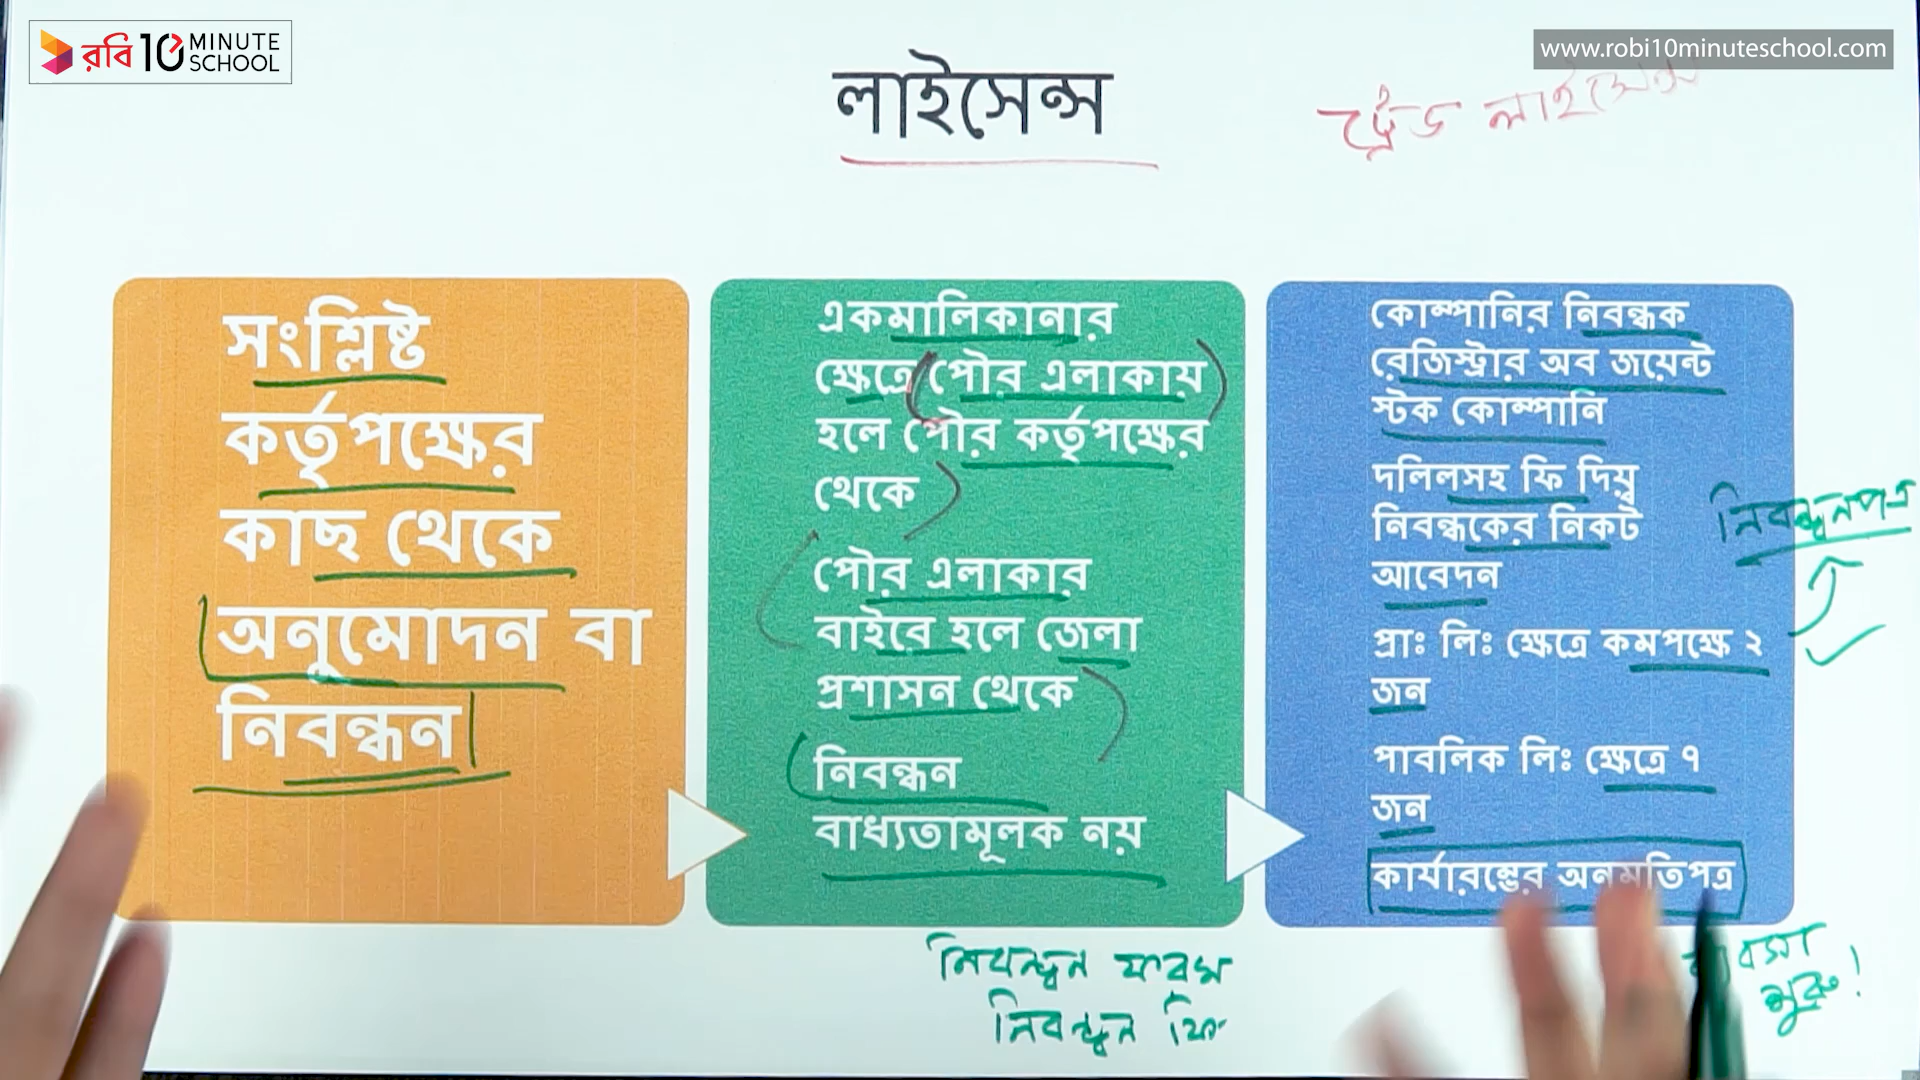 রবি 10 MINUTE SCHOOL
www.robi10minuteschool.com
লাইসেন্স
ট্রেড লাইসেন্স
সংশ্লিষ্ট
কর্তৃপক্ষের
কাছ থেকে
অনুমোদন বা
নিবন্ধন
একমালিকানার
ক্ষেত্রে পৌর এলাকায়
হলে পৌর কর্তৃপক্ষের
থেকে
পৌর এলাকার
বাইরে হলে জেলা
প্রশাসন থেকে
নিবন্ধন
বাধ্যতামূলক নয়
নিবন্ধন ফরম
নিবন্ধন ফি
কোম্পানির নিবন্ধক
রেজিস্ট্রার অব জয়েন্ট
স্টক কোম্পানি
দলিলসহ ফি দিয়ু
নিবন্ধকের নিকট
আবেদন
প্রাঃ লিঃ ক্ষেত্রে কমপক্ষে ২
জন
পাবলিক লিঃ ক্ষেত্রে ৭
জন
কার্যারম্ভের অনুমতিপত্র
নিবন্ধনপত্র
শুরু!